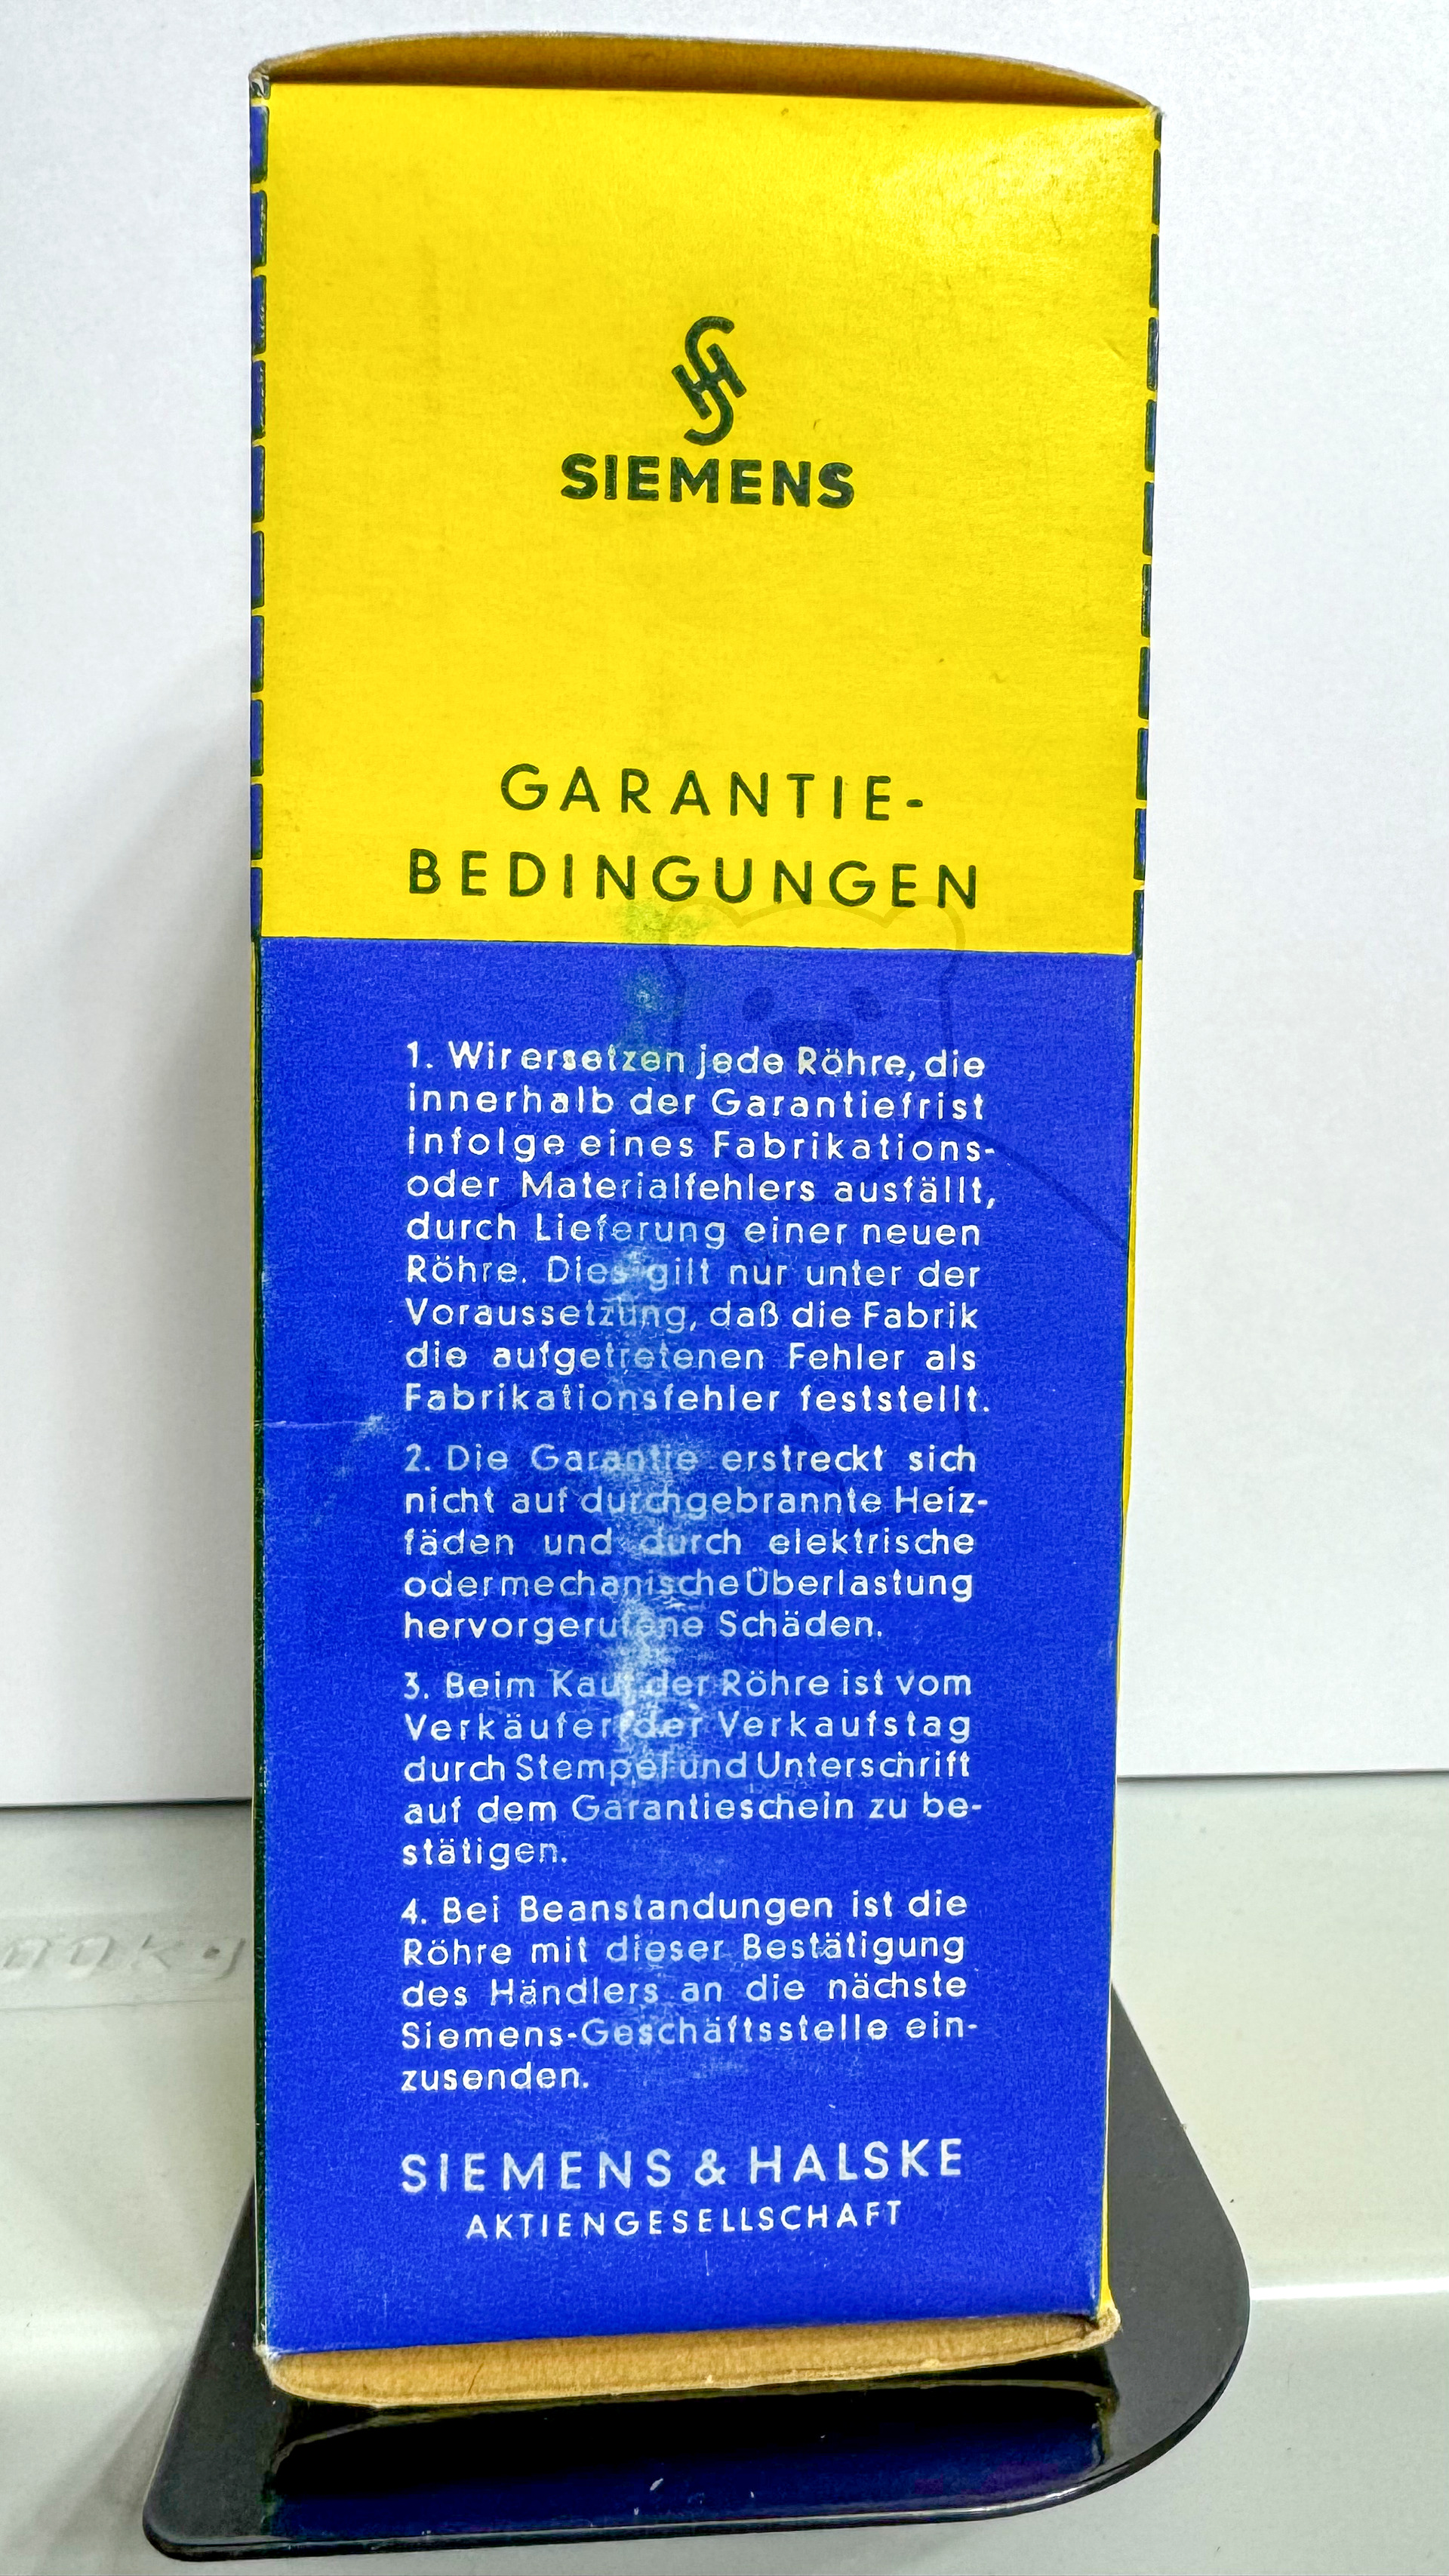 SIEMENS
GARANTIE-
BEDINGUNGEN
1. Wir ersetzen jede Röhre, die
innerhalb der Garantiefrist
infolge eines Fabrikations-
oder Materialfehlers ausfällt,
durch Lieferung einer neuen
Röhre. Dies gilt nur unter der
Voraussetzung, daß die Fabrik
die aufgetretenen Fehler als
Fabrikationsfehler feststellt.
2. Die Garantie erstreckt sich
nicht auf durchgebrannte Heiz-
fäden und durch elektrische
oder mechanische Überlastung
hervorgerufene Schäden.
3. Beim Kauf der Röhre ist vom
Verkäufer der Verkaufstag
durch Stempel und Unterschrift
auf dem Garantieschein zu be-
stätigen.
4. Bei Beanstandungen ist die
Röhre mit dieser Bestätigung
des Händlers an die nächste
Siemens-Geschäftsstelle ein-
zusenden.
SIEMENS & HALSKE
AKTIENGESELLSCHAFT